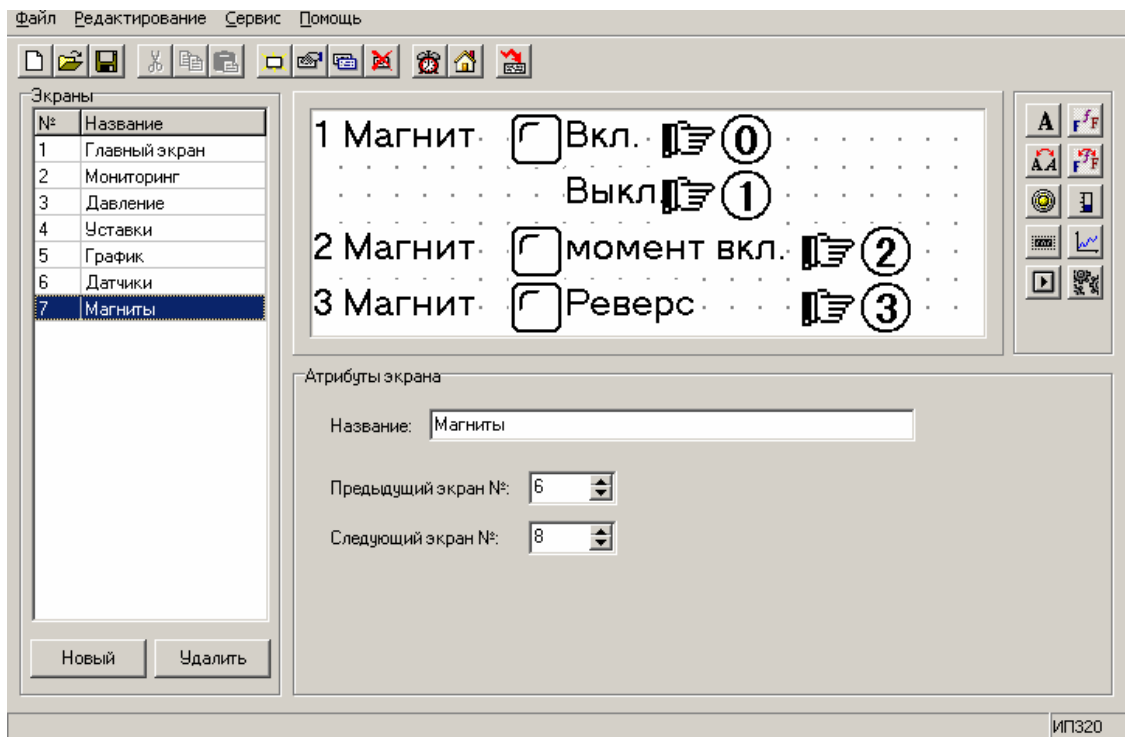 Файл Редактирование Сервис Помощь
Экраны
№ Название
1 Главный экран
2 Мониторинг
3 Давление
4 Уставки
5 График
6 Датчики
7 Магниты
Новый Удалить
1 Магнит Вкл. 0
Выкл. 1
2 Магнит момент вкл. 2
3 Магнит Реверс 3
Атрибуты экрана
Название: Магниты
Предыдущий экран №: 6
Следующий экран №: 8
ИП320